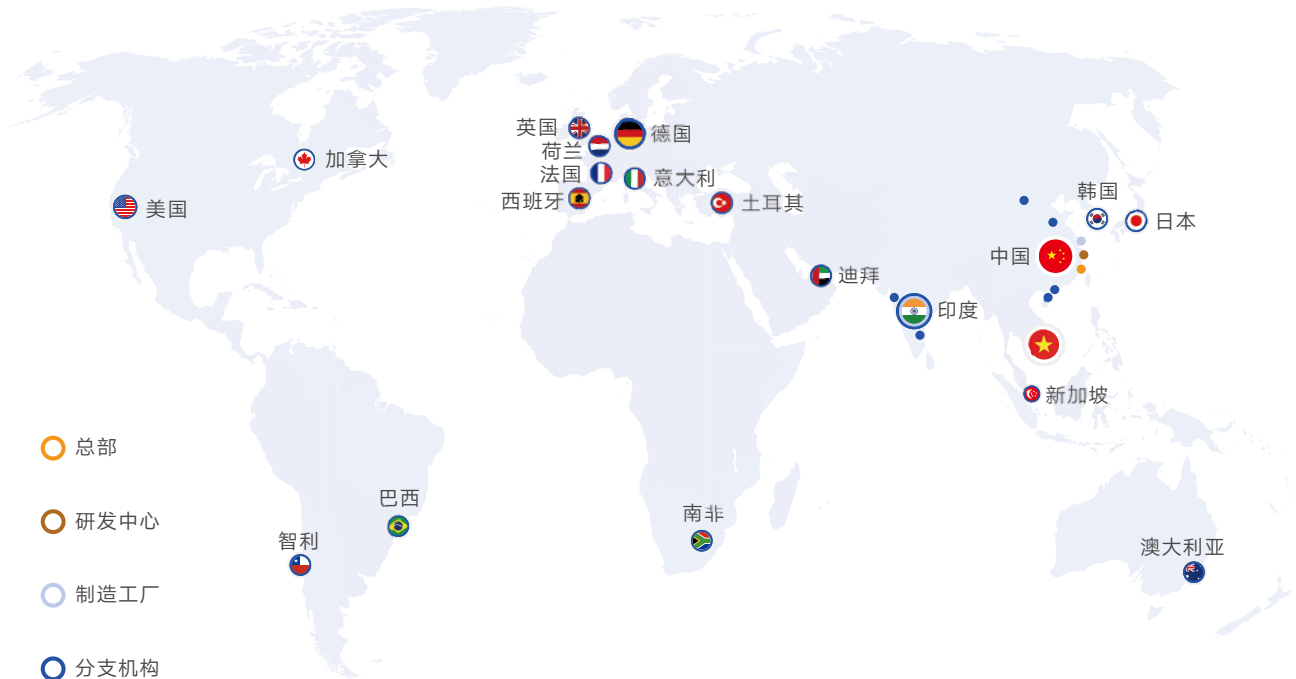 英国
德国
荷兰
加拿大
法国
意大利
韩国
西班牙
土耳其
美国
日本
中国
迪拜
印度
新加坡
总部
巴西
南非
研发中心
智利
澳大利亚
制造工厂
分支机构